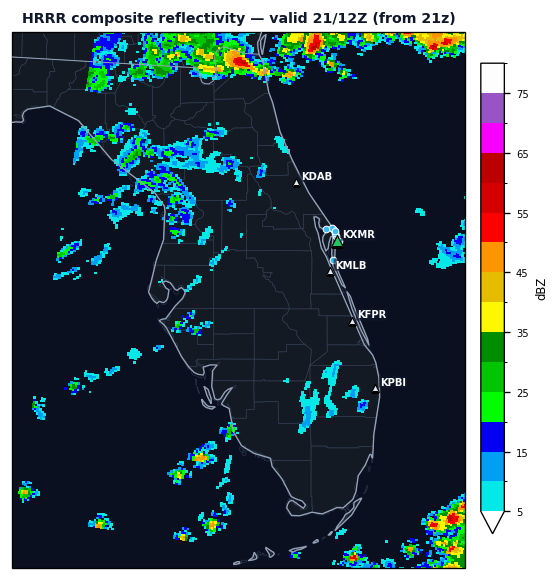 HRRR composite reflectivity — valid 21/12Z (from 21z)
KDAB
KXMR
KMLB
KFPR
KPBI
75
65
55
45
35
25
15
5
dBZ